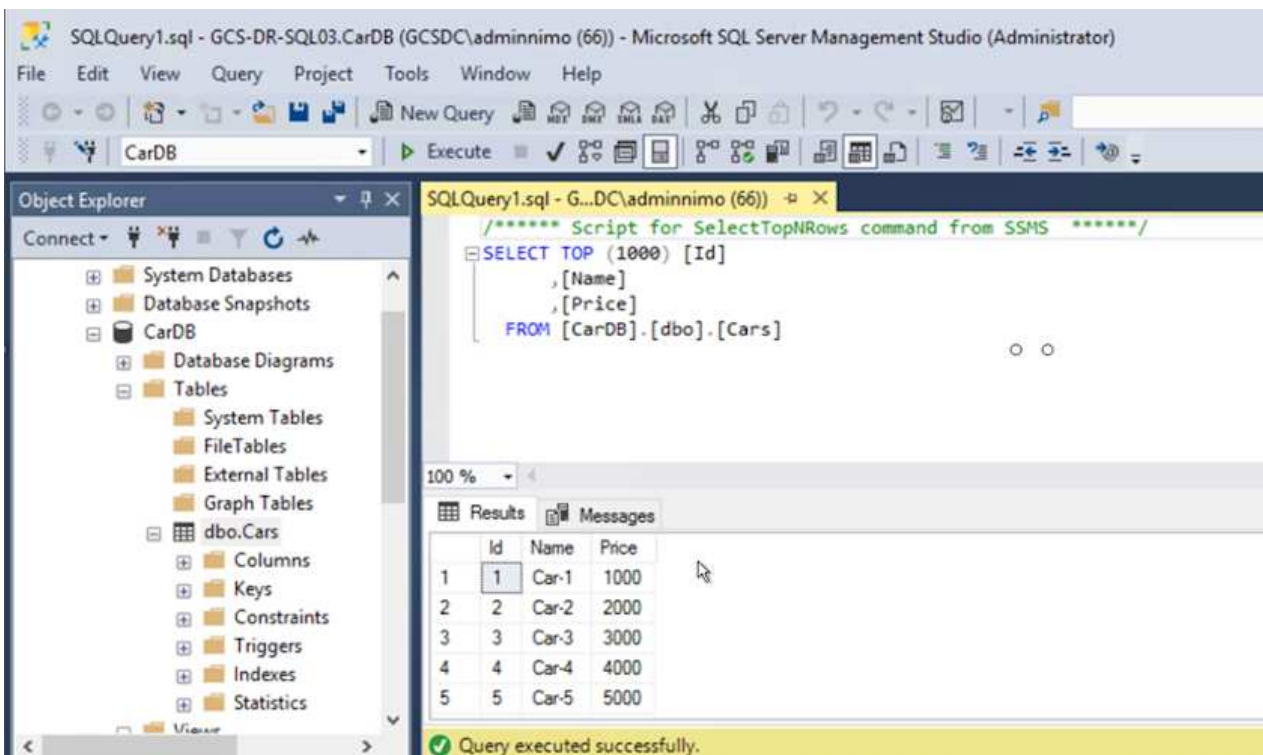 SQLQuery1.sql - GCS-DR-SQL03.CarDB (GCSDC\adminnimo (66)) - Microsoft SQL Server Management Studio (Administrator)
File Edit View Query Project Tools Window Help
New Query MDX DMX XMLA DAX
CarDB Execute
Object Explorer
Connect
System Databases
Database Snapshots
CarDB
Database Diagrams
Tables
System Tables
FileTables
External Tables
Graph Tables
dbo.Cars
Columns
Keys
Constraints
Triggers
Indexes
Statistics
Views
SQLQuery1.sql - G...DC\adminnimo (66))
/****** Script for SelectTopNRows command from SSMS ******/
SELECT TOP (1000) [Id]
,[Name]
,[Price]
FROM [CarDB].[dbo].[Cars]
100 %
Results Messages
Id Name Price
1 1 Car-1 1000
2 2 Car-2 2000
3 3 Car-3 3000
4 4 Car-4 4000
5 5 Car-5 5000
Query executed successfully.